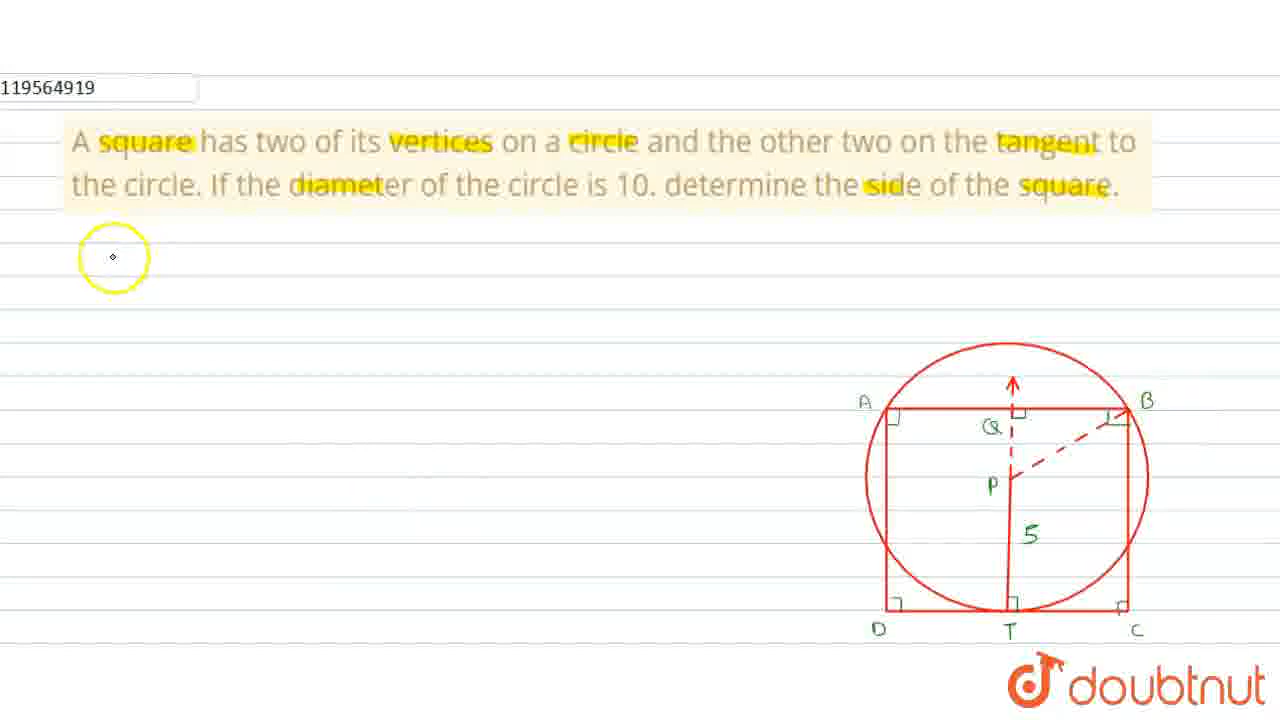 119564919
A square has two of its vertices on a circle and the other two on the tangent to
the circle. If the diameter of the circle is 10. determine the side of the square.
A
B
Q
P
5
D
T
C
doubtnut